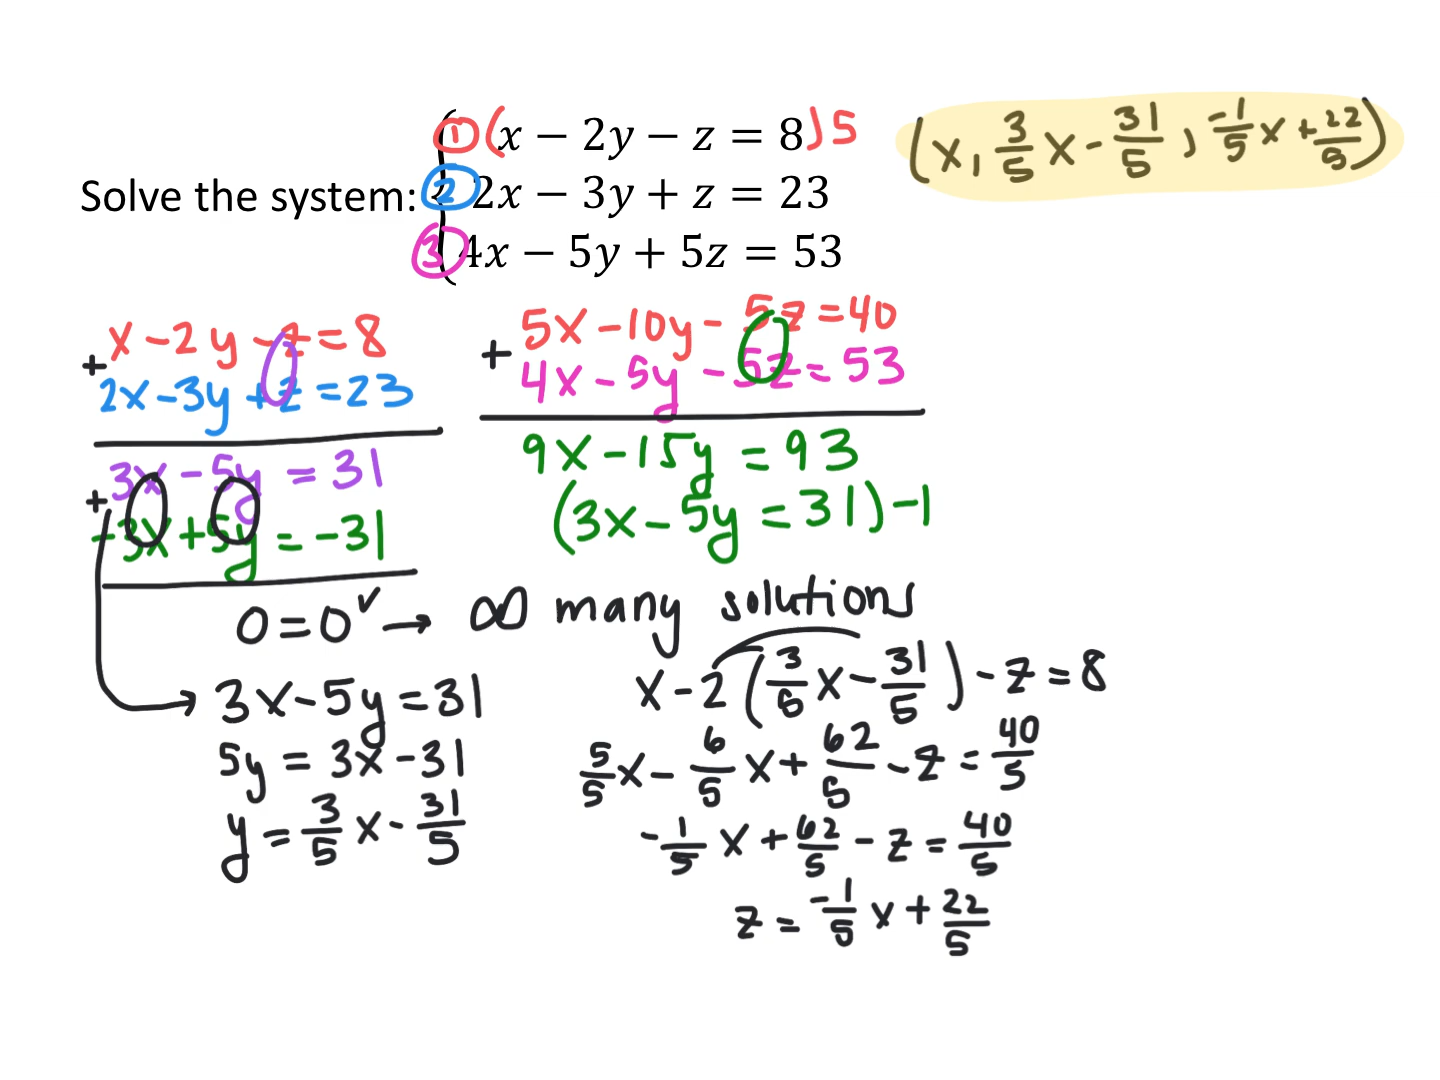 Solve the system:
① (x − 2y − z = 8) 5
② 2x − 3y + z = 23
③ 4x − 5y + 5z = 53
(x, 3/5 x - 31/5, -1/5 x + 22/5)
x - 2y - z = 8
+ 2x - 3y + z = 23
3x - 5y = 31
+ -3x + 5y = -31
0 = 0 ✓ → ∞ many solutions
5x - 10y - 5z = 40
+ 4x - 5y - 5z = 53
9x - 15y = 93
(3x - 5y = 31) -1
3x - 5y = 31
5y = 3x - 31
y = 3/5 x - 31/5
x - 2(3/5 x - 31/5) - z = 8
5/5 x - 6/5 x + 62/5 - z = 40/5
-1/5 x + 62/5 - z = 40/5
z = -1/5 x + 22/5